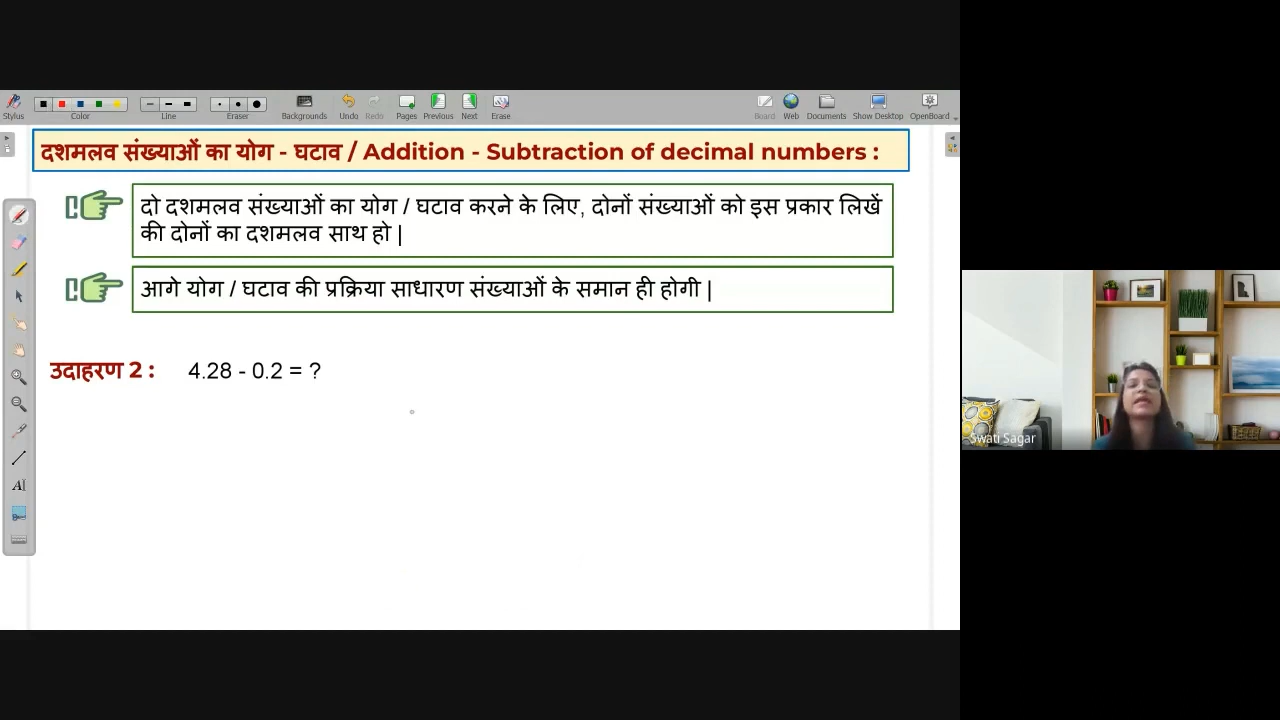 Stylus
Color
Line
Eraser
Backgrounds
Undo
Redo
Pages
Previous
Next
Erase
Board
Web
Documents
Show Desktop
OpenBoard
दशमलव संख्याओं का योग - घटाव / Addition - Subtraction of decimal numbers :
दो दशमलव संख्याओं का योग / घटाव करने के लिए, दोनों संख्याओं को इस प्रकार लिखें
की दोनों का दशमलव साथ हो |
आगे योग / घटाव की प्रक्रिया साधारण संख्याओं के समान ही होगी |
उदाहरण 2 : 4.28 - 0.2 = ?
Swati Sagar